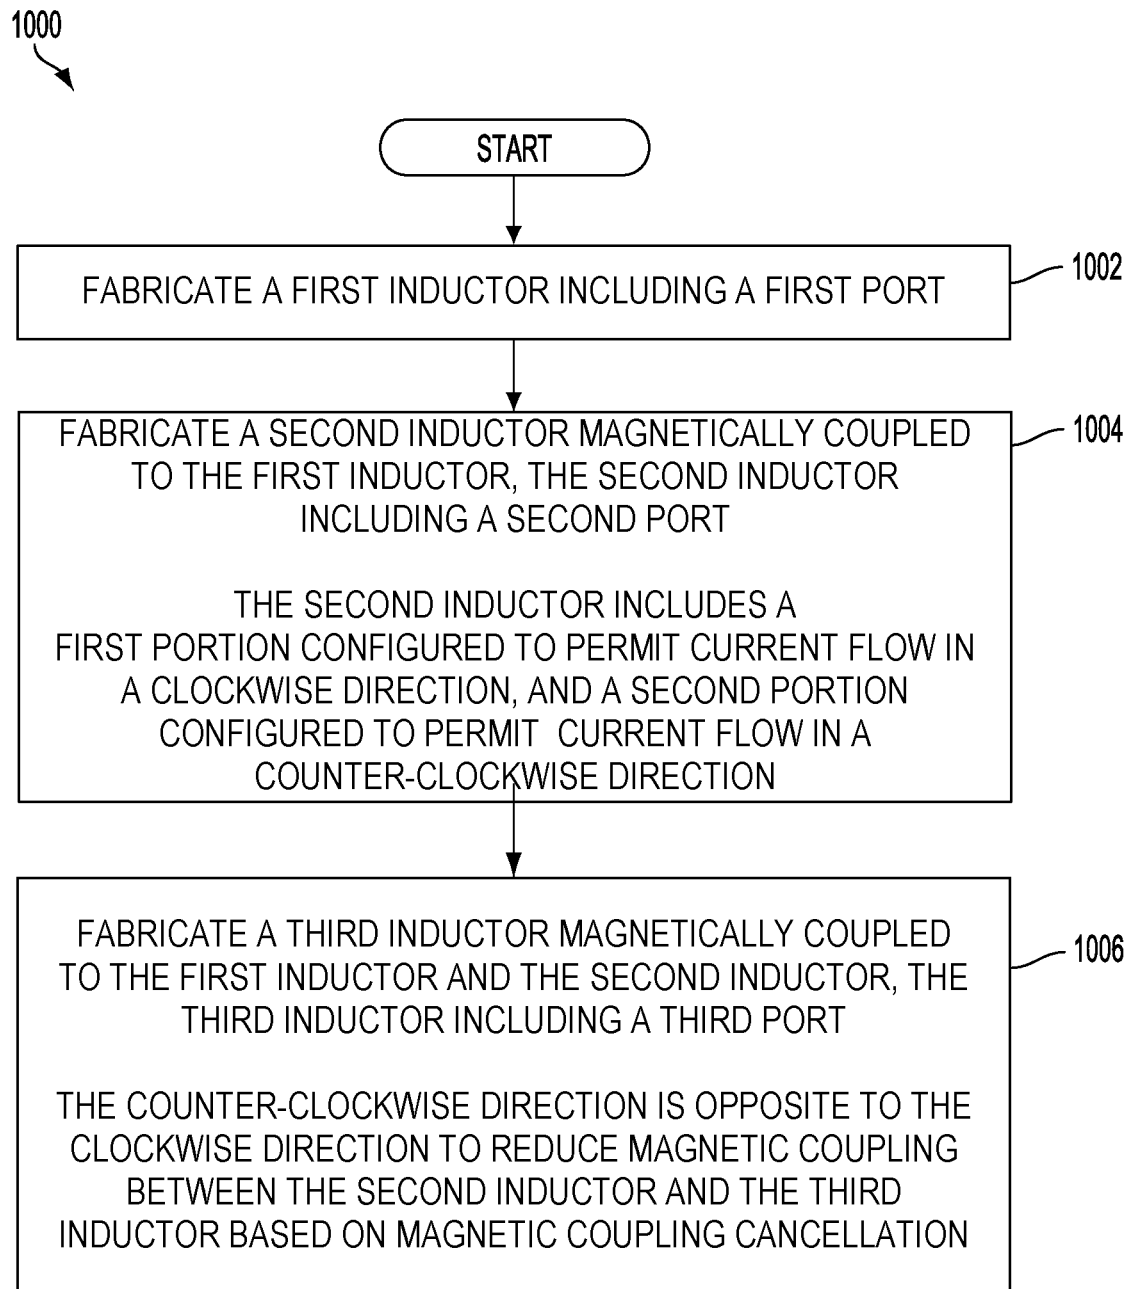 1000
START
FABRICATE A FIRST INDUCTOR INCLUDING A FIRST PORT
1002
FABRICATE A SECOND INDUCTOR MAGNETICALLY COUPLED
TO THE FIRST INDUCTOR, THE SECOND INDUCTOR
INCLUDING A SECOND PORT
THE SECOND INDUCTOR INCLUDES A
FIRST PORTION CONFIGURED TO PERMIT CURRENT FLOW IN
A CLOCKWISE DIRECTION, AND A SECOND PORTION
CONFIGURED TO PERMIT CURRENT FLOW IN A
COUNTER-CLOCKWISE DIRECTION
1004
FABRICATE A THIRD INDUCTOR MAGNETICALLY COUPLED
TO THE FIRST INDUCTOR AND THE SECOND INDUCTOR, THE
THIRD INDUCTOR INCLUDING A THIRD PORT
THE COUNTER-CLOCKWISE DIRECTION IS OPPOSITE TO THE
CLOCKWISE DIRECTION TO REDUCE MAGNETIC COUPLING
BETWEEN THE SECOND INDUCTOR AND THE THIRD
INDUCTOR BASED ON MAGNETIC COUPLING CANCELLATION
1006